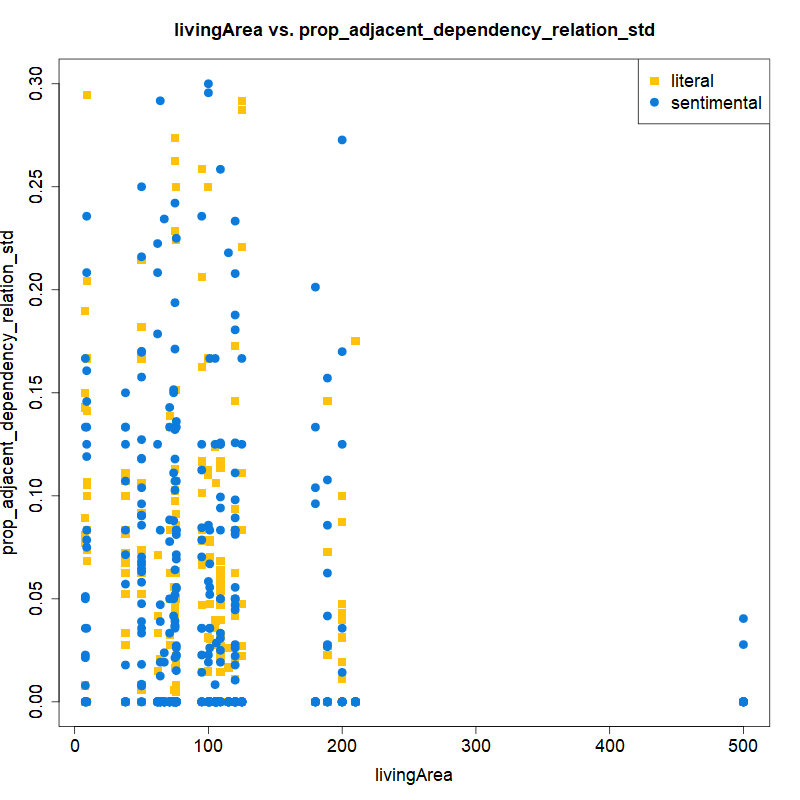 livingArea vs. prop_adjacent_dependency_relation_std
literal
sentimental
prop_adjacent_dependency_relation_std
0.30
0.25
0.20
0.15
0.10
0.05
0.00
0 100 200 300 400 500
livingArea